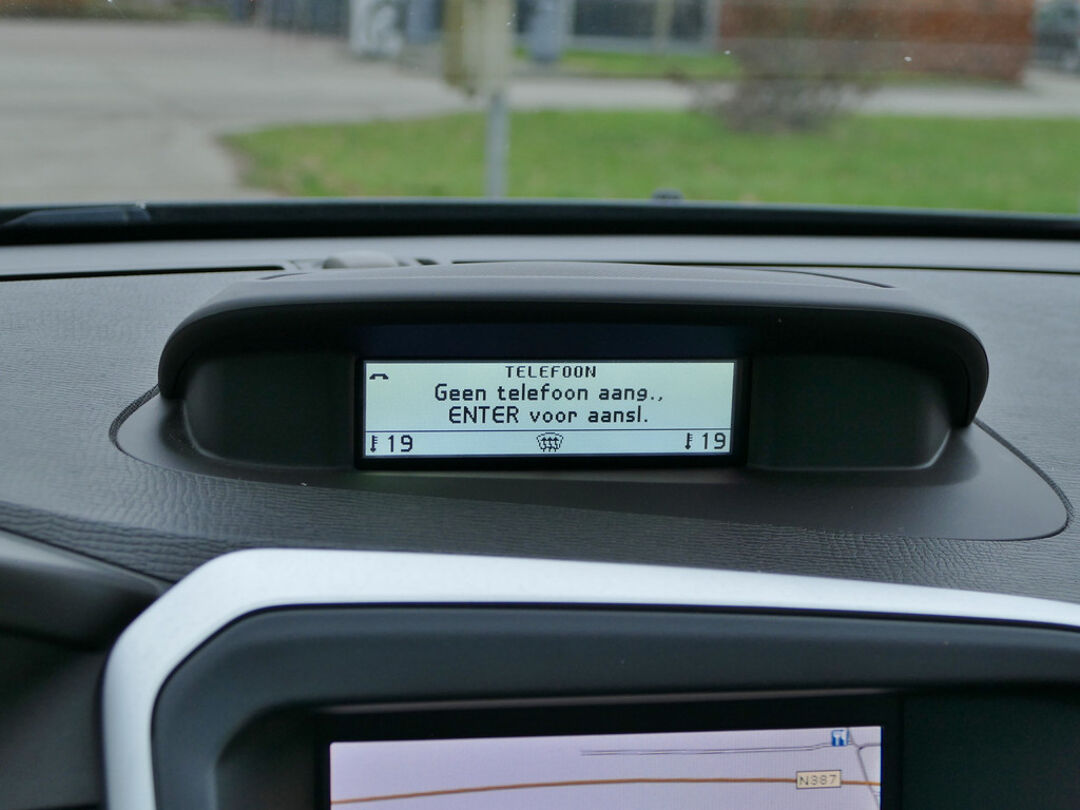 TELEFOON
Geen telefoon aang.,
ENTER voor aansl.
19 19
N387